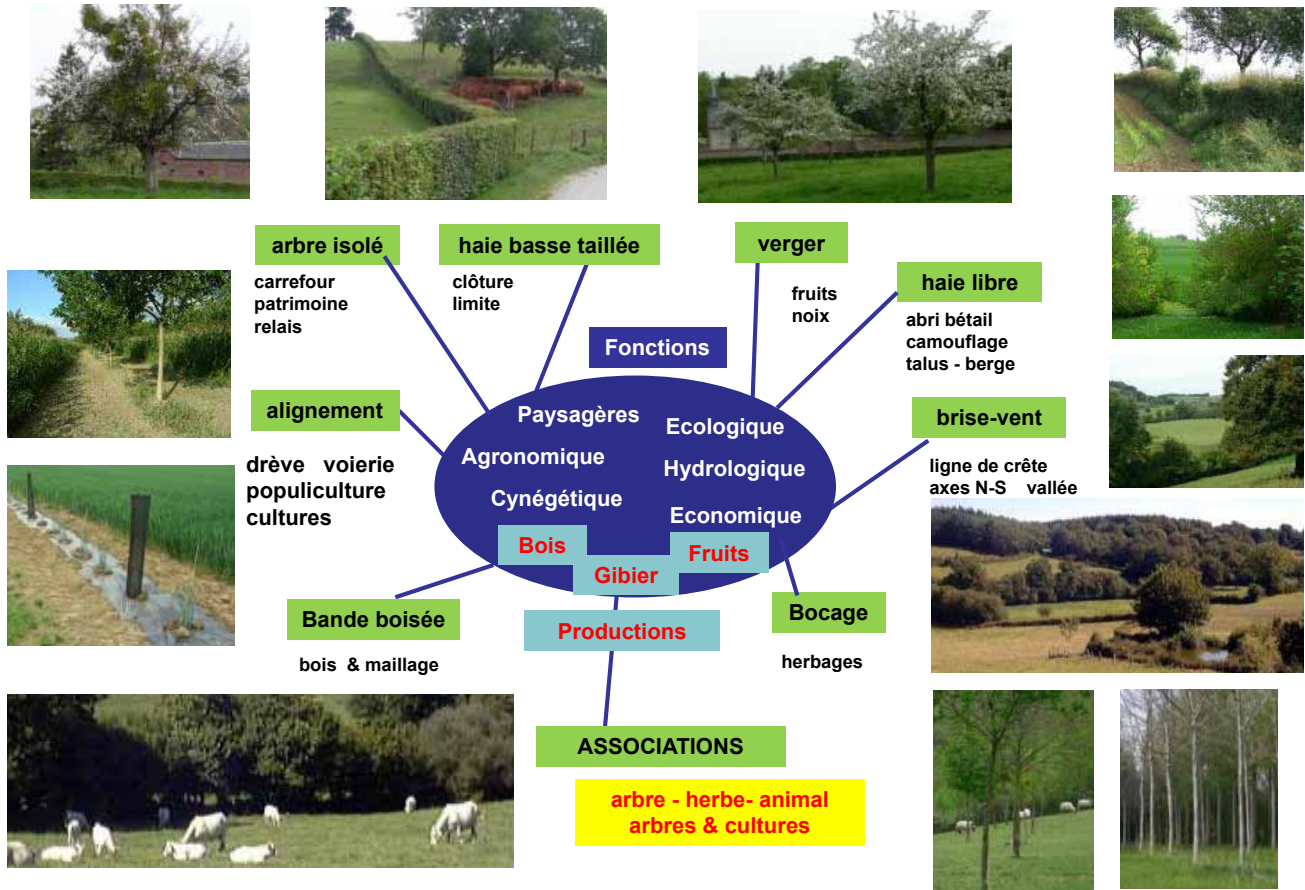 arbre isolé
carrefour
patrimoine
relais
haie basse taillée
clôture
limite
verger
fruits
noix
haie libre
abri bétail
camouflage
talus - berge
Fonctions
alignement
drève voierie
populiculture
cultures
Paysagères
Ecologique
Agronomique
Hydrologique
Cynégétique
Economique
brise-vent
ligne de crête
axes N-S vallée
Bois
Gibier
Fruits
Bande boisée
bois & maillage
Productions
Bocage
herbages
ASSOCIATIONS
arbre - herbe- animal
arbres & cultures